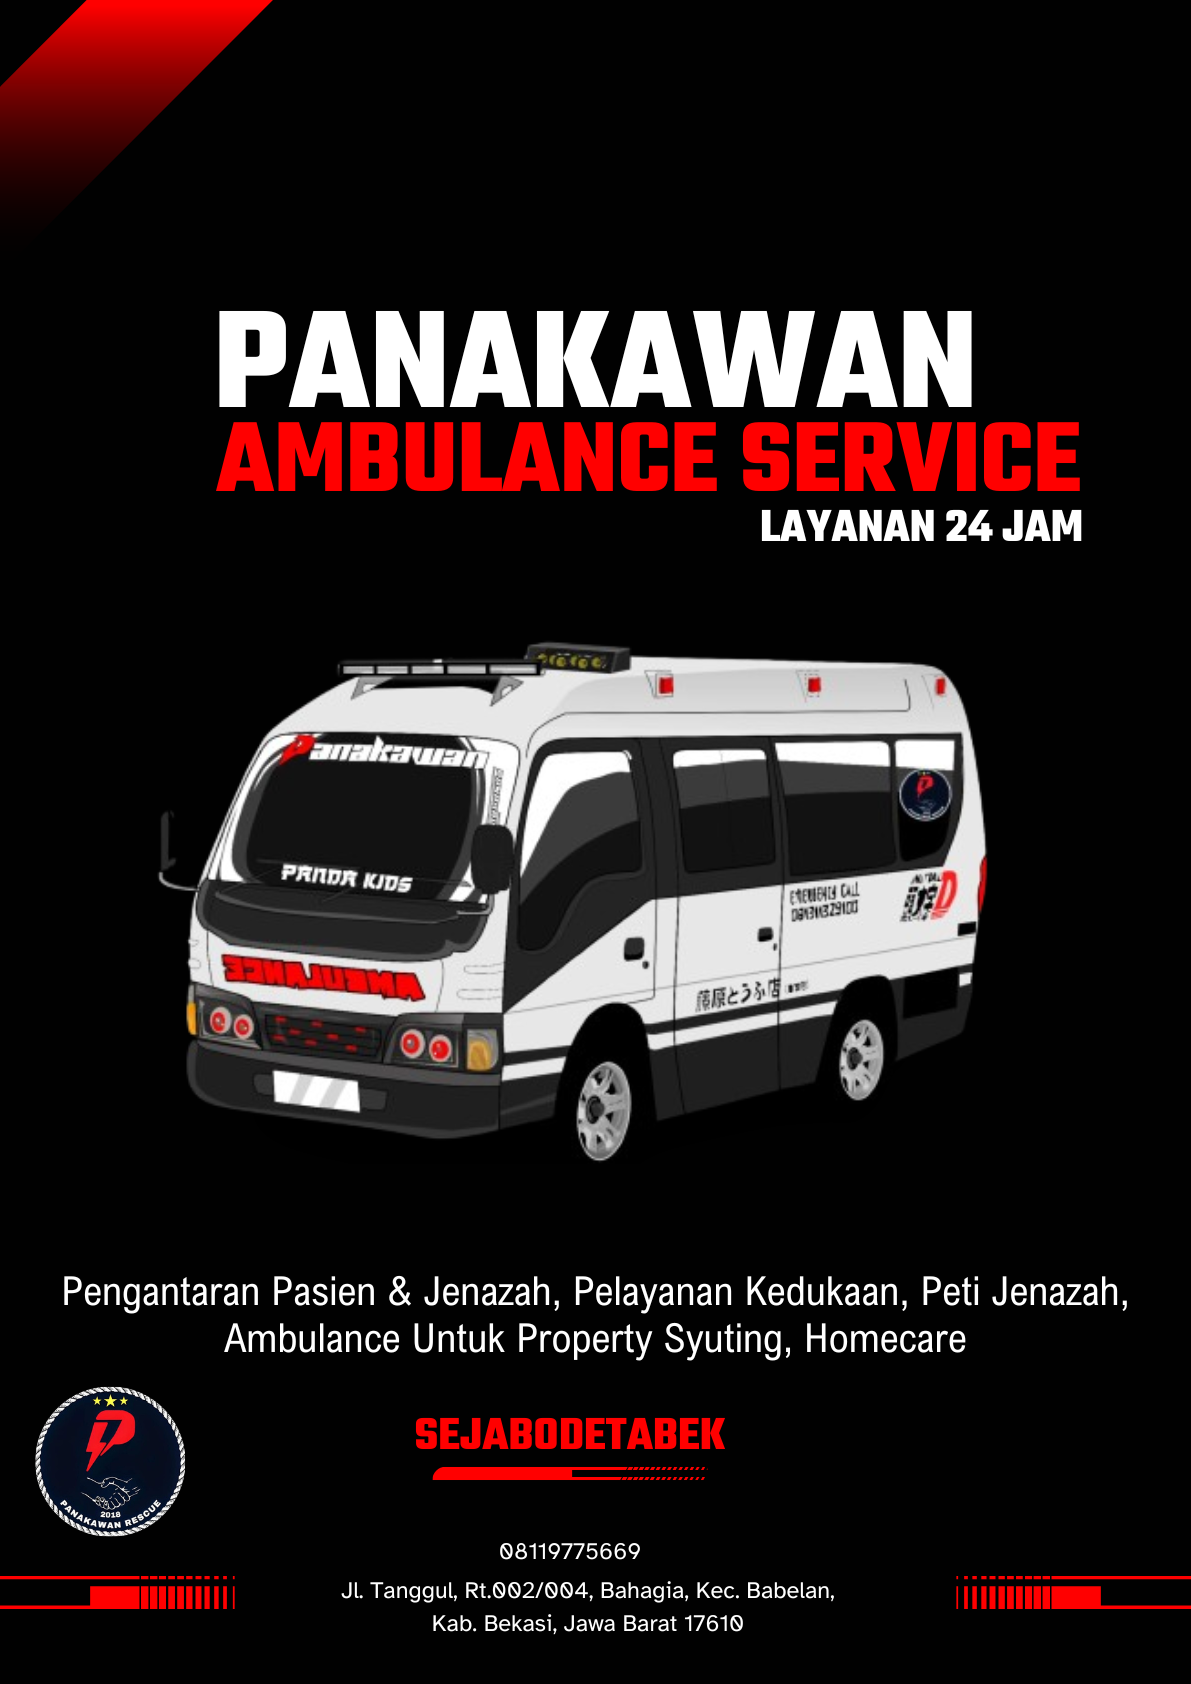 PANAKAWAN
AMBULANCE SERVICE
LAYANAN 24 JAM
Panakawan
PANDA KIDS
AMBULANCE
EMERGENCY CALL
藤原とうふ店
D
Pengantaran Pasien & Jenazah, Pelayanan Kedukaan, Peti Jenazah,
Ambulance Untuk Property Syuting, Homecare
SEJABODETABEK
P
2018
PANAKAWAN RESCUE
08119775669
Jl. Tanggul, Rt.002/004, Bahagia, Kec. Babelan,
Kab. Bekasi, Jawa Barat 17610